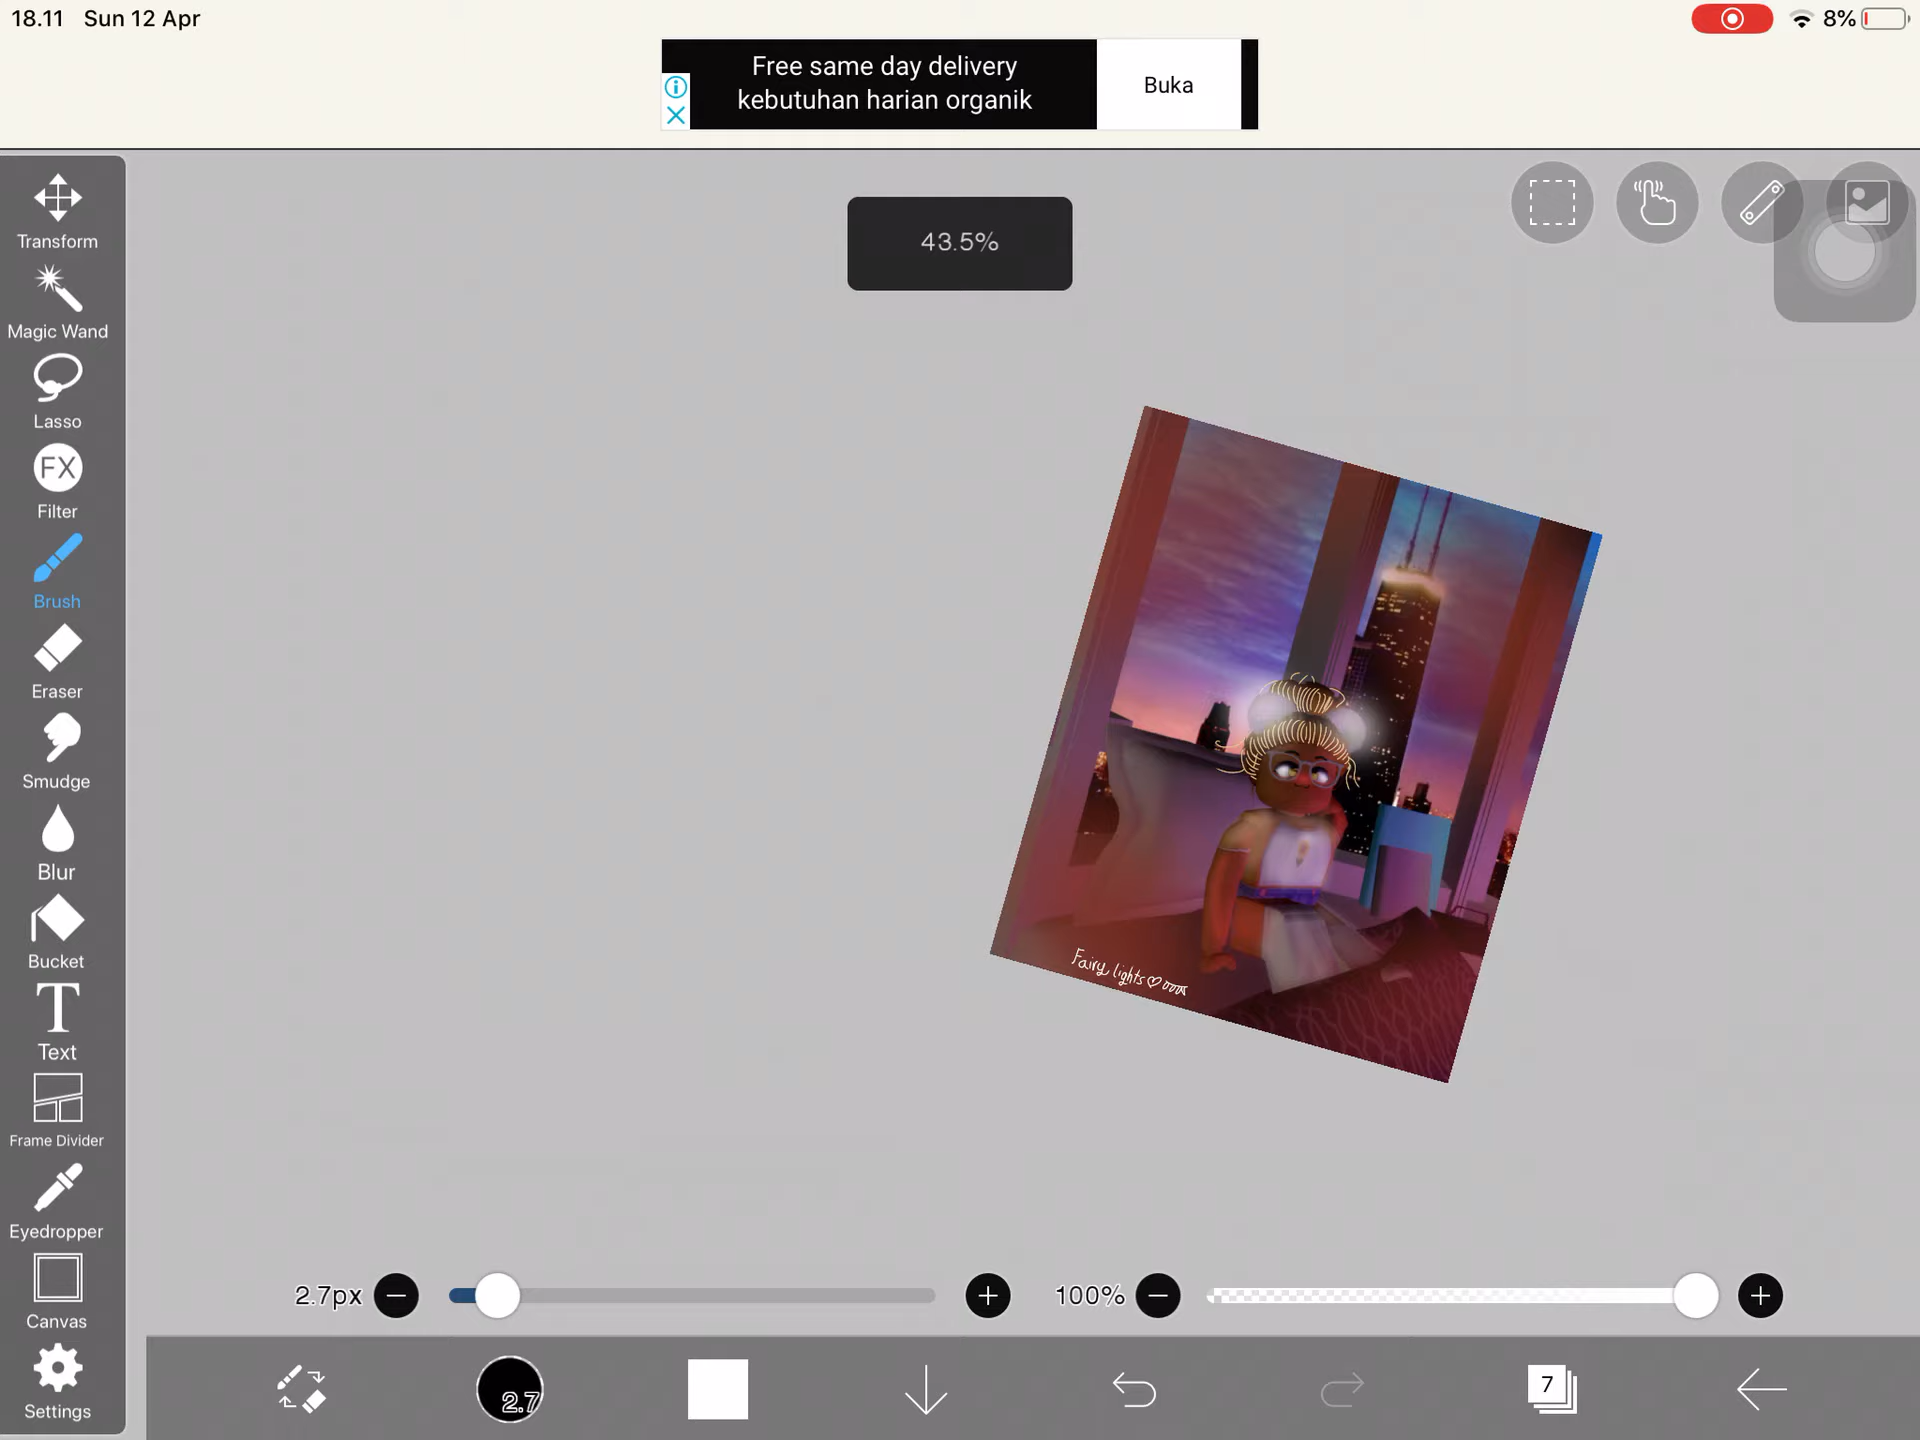 18.11 Sun 12 Apr
8%
Free same day delivery
kebutuhan harian organik
Buka
43.5%
Transform
Magic Wand
Lasso
FX
Filter
Brush
Eraser
Smudge
Blur
Bucket
T
Text
Frame Divider
Eyedropper
Canvas
Settings
Fairy lights
2.7px
100%
2.7
7